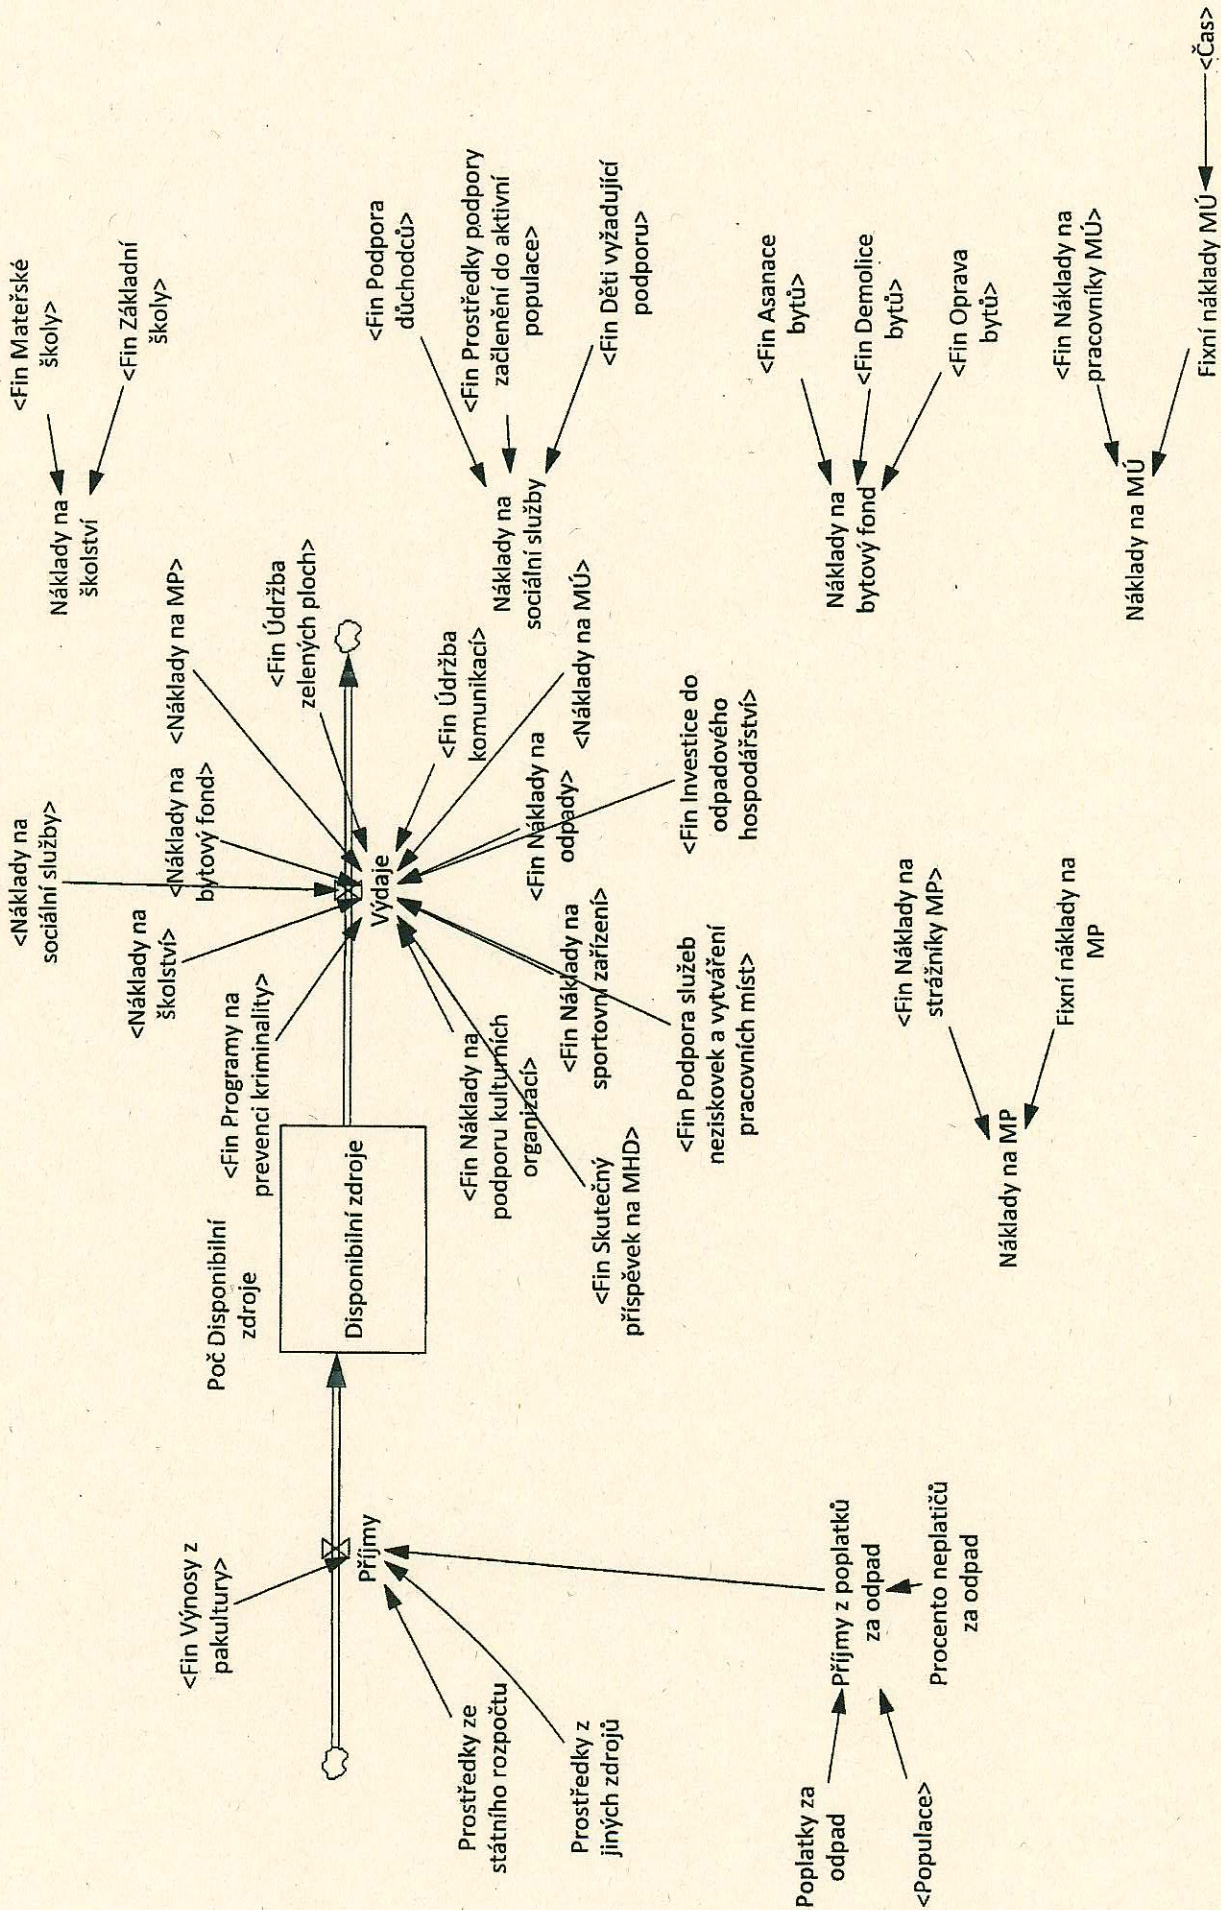 <Náklady na
sociální služby>
<Náklady na
školství>
<Náklady na
bytový fond>
<Náklady na MP>
<Fin Mateřské
školy>
Náklady na
školství
<Fin Základní
školy>
<Fin Výnosy z
pakultury>
Poč Disponibilní
zdroje
<Fin Programy na
prevenci kriminality>
<Fin Údržba
zelených ploch>
Příjmy
Disponibilní zdroje
Výdaje
Prostředky ze
státního rozpočtu
Prostředky z
jiných zdrojů
<Fin Náklady na
podporu kulturních
organizací>
<Fin Skutečný
příspěvek na MHD>
<Fin Náklady na
sportovní zařízení>
<Fin Podpora služeb
neziskovek a vytváření
pracovních míst>
<Fin Údržba
komunikací>
<Fin Náklady na
odpady>
<Náklady na MÚ>
<Fin Investice do
odpadového
hospodářství>
<Fin Podpora
důchodců>
<Fin Prostředky podpory
začlenění do aktivní
populace>
Náklady na
sociální služby
<Fin Děti vyžadující
podporu>
Poplatky za
odpad
<Populace>
Příjmy z poplatků
za odpad
Procento neplatičů
za odpad
<Fin Náklady na
strážníky MP>
Náklady na MP
Fixní náklady na
MP
<Fin Asanace
bytů>
Náklady na
bytový fond
<Fin Demolice
bytů>
<Fin Oprava
bytů>
<Fin Náklady na
pracovníky MÚ>
Náklady na MÚ
Fixní náklady MÚ
<Čas>